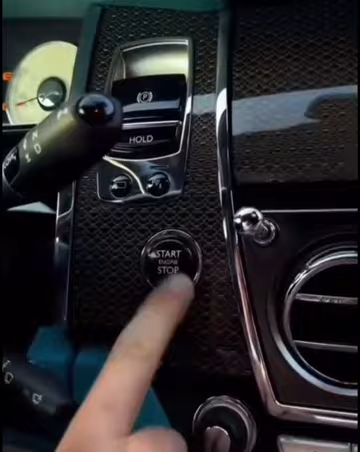 (P)
HOLD
START
ENGINE
STOP